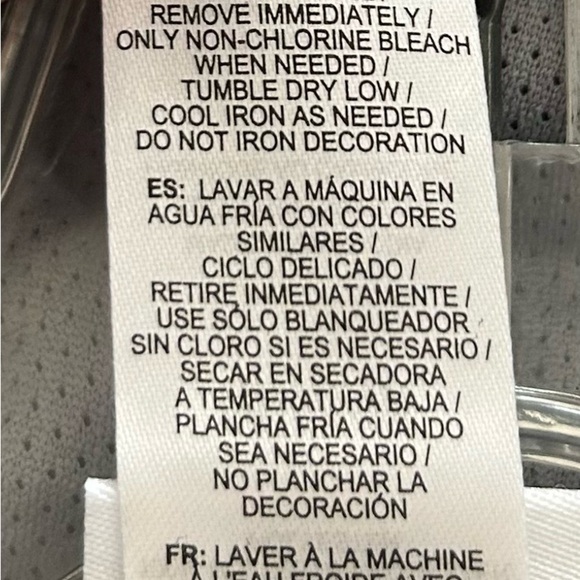 REMOVE IMMEDIATELY /
ONLY NON-CHLORINE BLEACH
WHEN NEEDED /
TUMBLE DRY LOW /
COOL IRON AS NEEDED /
DO NOT IRON DECORATION
ES: LAVAR A MÁQUINA EN
AGUA FRÍA CON COLORES
SIMILARES /
CICLO DELICADO /
RETIRE INMEDIATAMENTE /
USE SÓLO BLANQUEADOR
SIN CLORO SI ES NECESARIO /
SECAR EN SECADORA
A TEMPERATURA BAJA /
PLANCHA FRÍA CUANDO
SEA NECESARIO /
NO PLANCHAR LA
DECORACIÓN
FR: LAVER À LA MACHINE
À L'EAU FROIDE AVEC